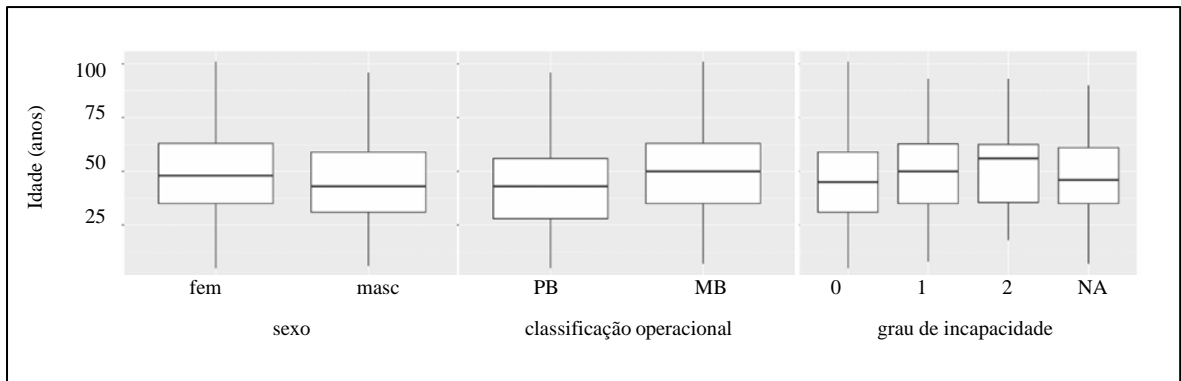 100
75
50
25
Idade (anos)
fem masc PB MB 0 1 2 NA
sexo classificação operacional grau de incapacidade